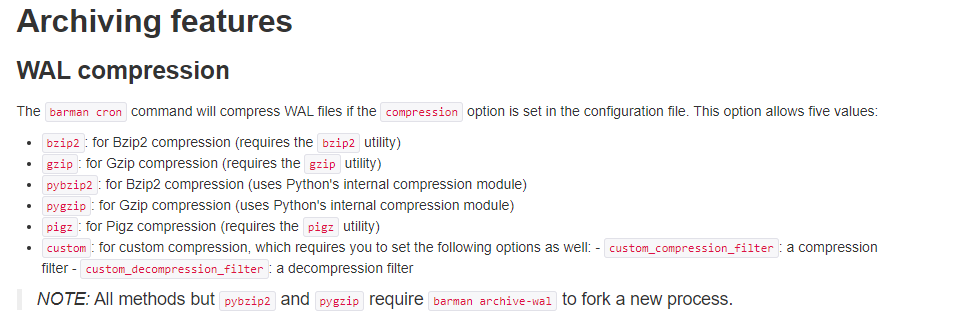 Archiving features
WAL compression
The barman cron command will compress WAL files if the compression option is set in the configuration file. This option allows five values:
• bzip2: for Bzip2 compression (requires the bzip2 utility)
• gzip: for Gzip compression (requires the gzip utility)
• pybzip2: for Bzip2 compression (uses Python's internal compression module)
• pygzip: for Gzip compression (uses Python's internal compression module)
• pigz: for Pigz compression (requires the pigz utility)
• custom: for custom compression, which requires you to set the following options as well: - custom_compression_filter: a compression
filter - custom_decompression_filter: a decompression filter
NOTE: All methods but pybzip2 and pygzip require barman archive-wal to fork a new process.